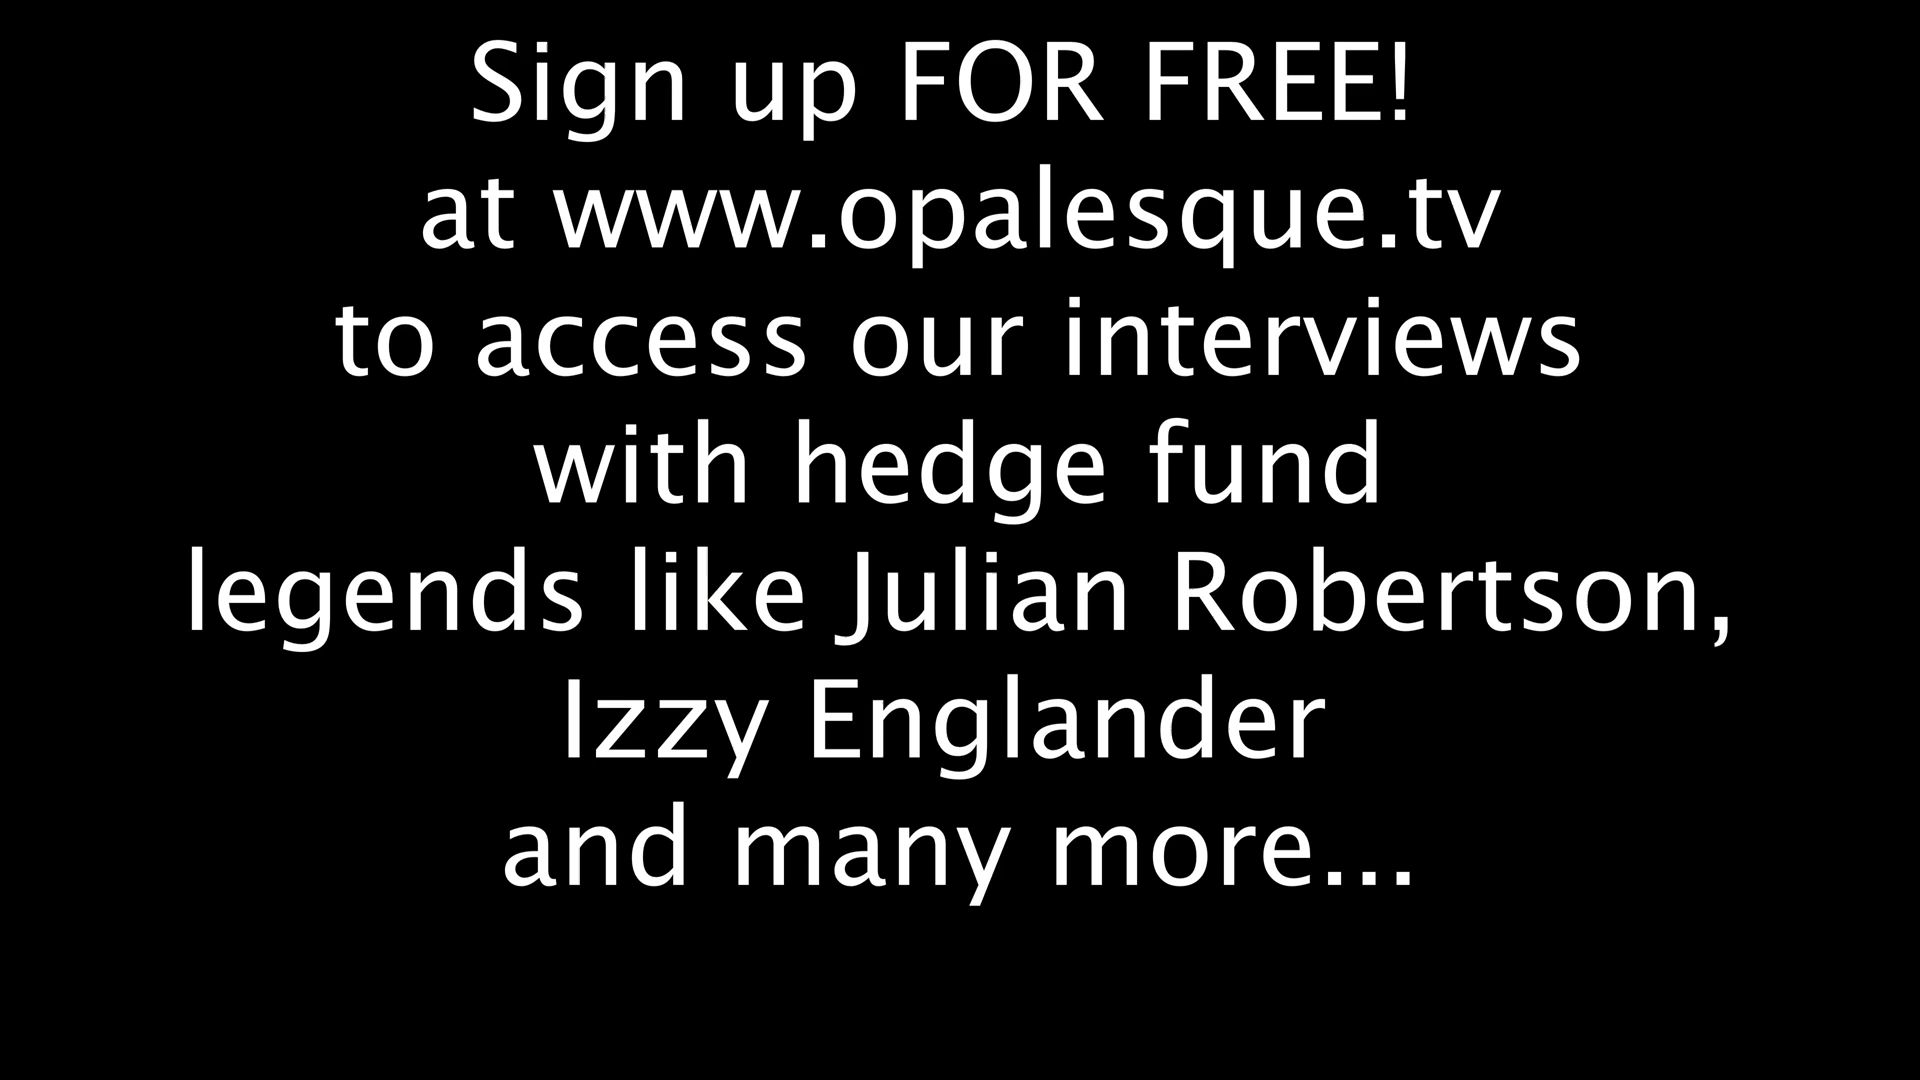 Sign up FOR FREE!
at www.opalesque.tv
to access our interviews
with hedge fund
legends like Julian Robertson,
Izzy Englander
and many more...